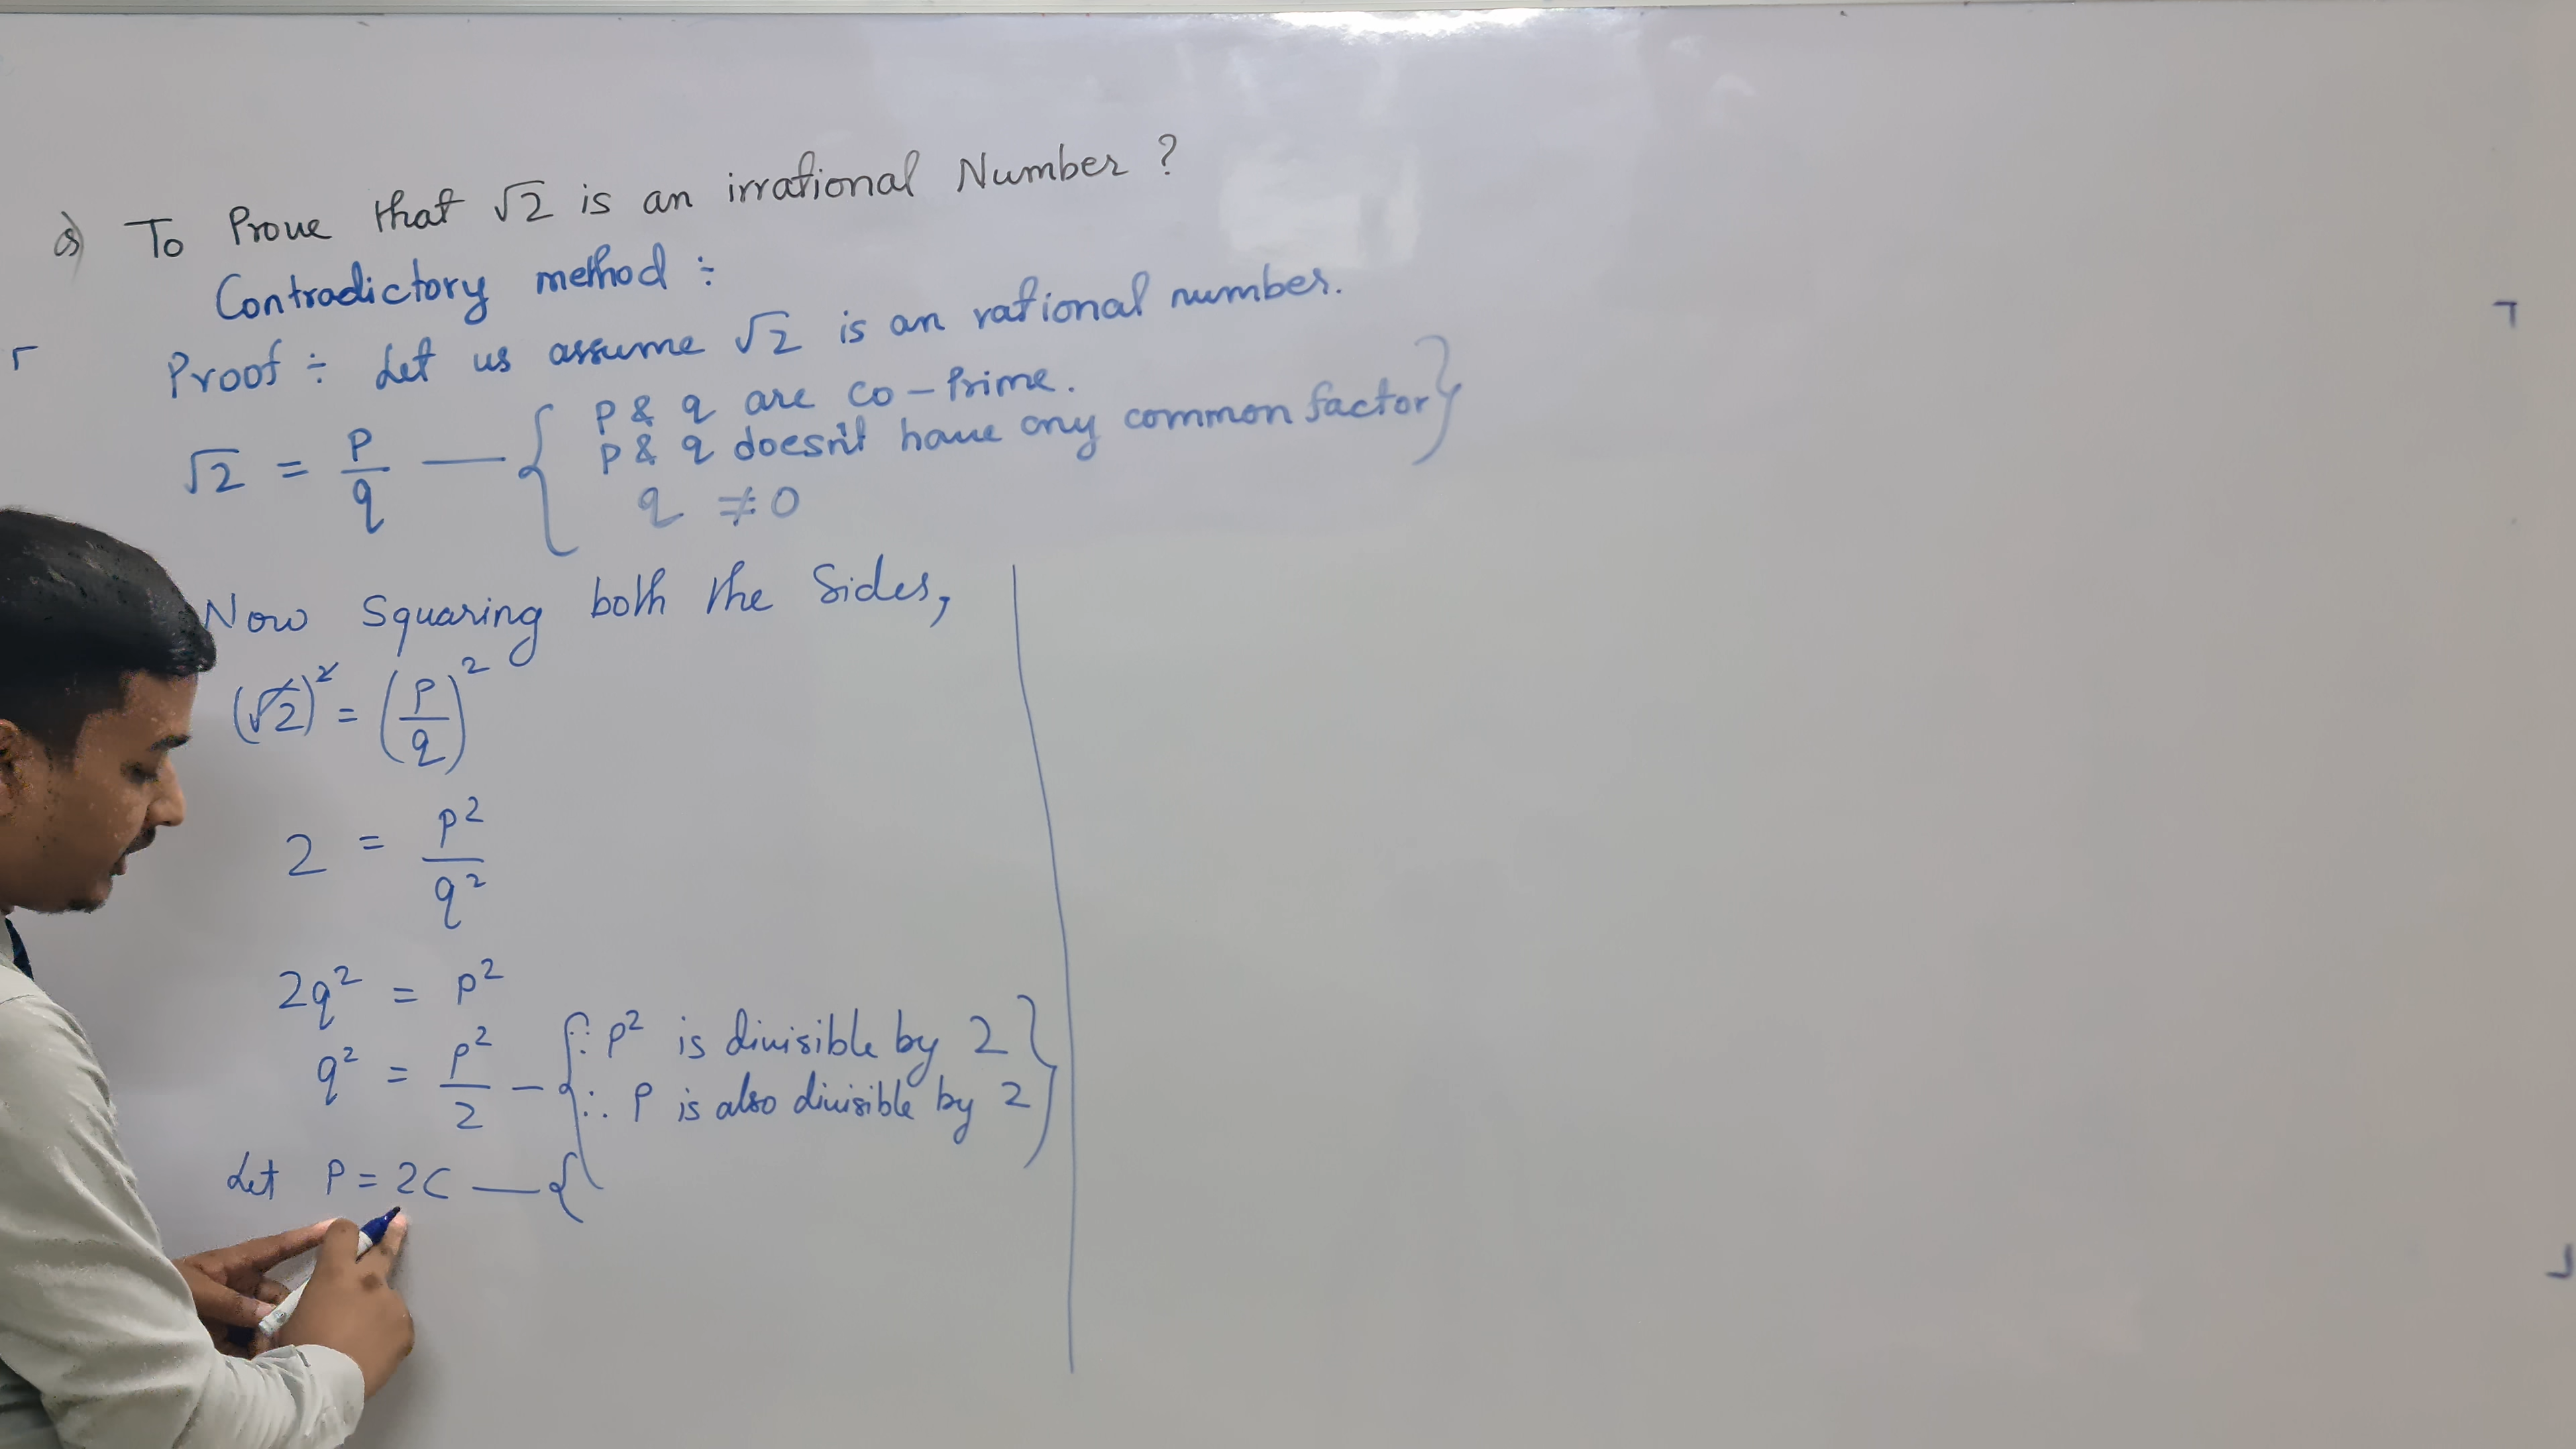 Q) To Prove that √2 is an irrational Number ?
Contradictory method ÷
Proof ÷ Let us assume √2 is an rational number.
√2 = p/q — { p & q are co-prime.
p & q doesn't have any common factor }
q ≠ 0
Now Squaring both the Sides,
(√2)² = (p/q)²
2 = p²/q²
2q² = p²
q² = p²/2 – { ∵ p² is divisible by 2
∴ p is also divisible by 2 }
Let p = 2c — {